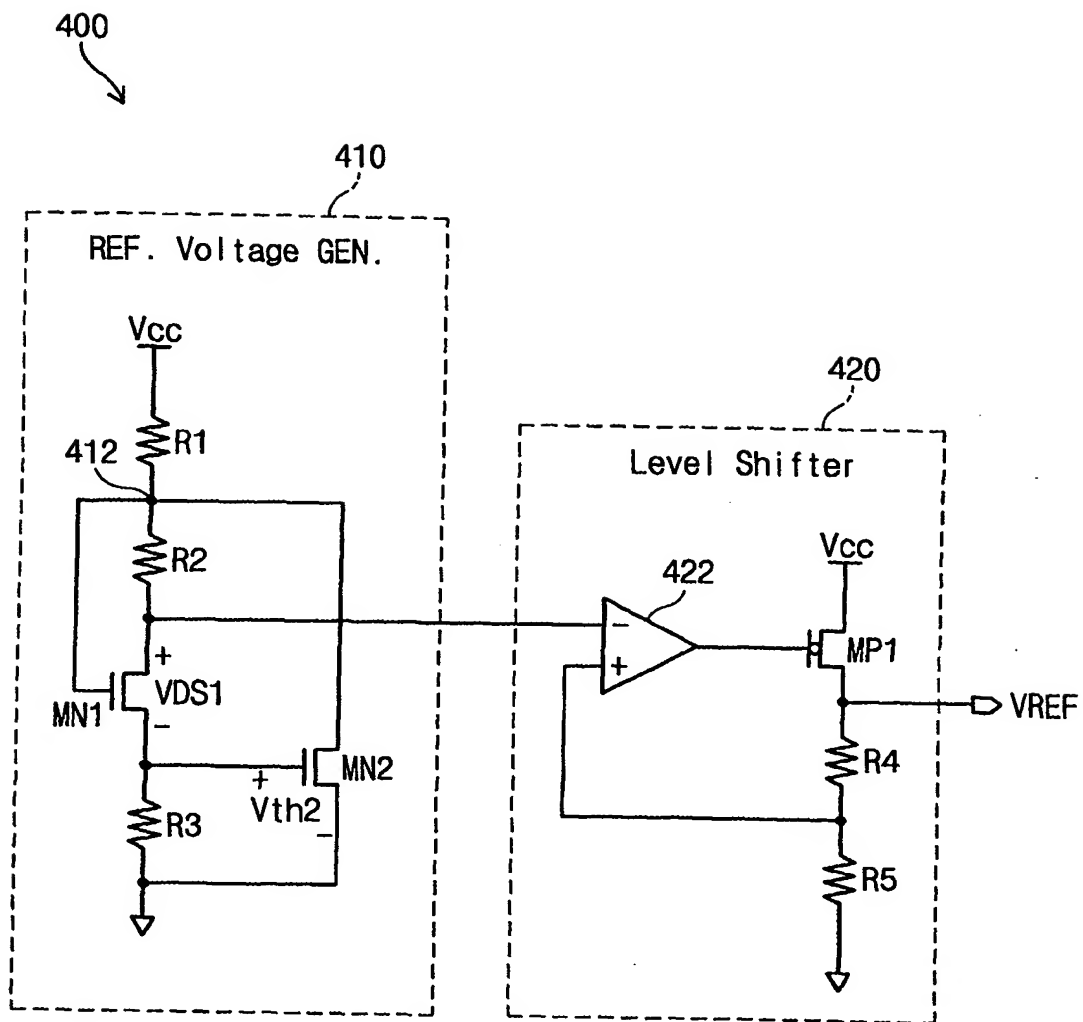 400
410
REF. Voltage GEN.
Vcc
R1
412
R2
+
VDS1
MN1
−
+
Vth2
−
MN2
R3
420
Level Shifter
Vcc
422
−
+
MP1
VREF
R4
R5